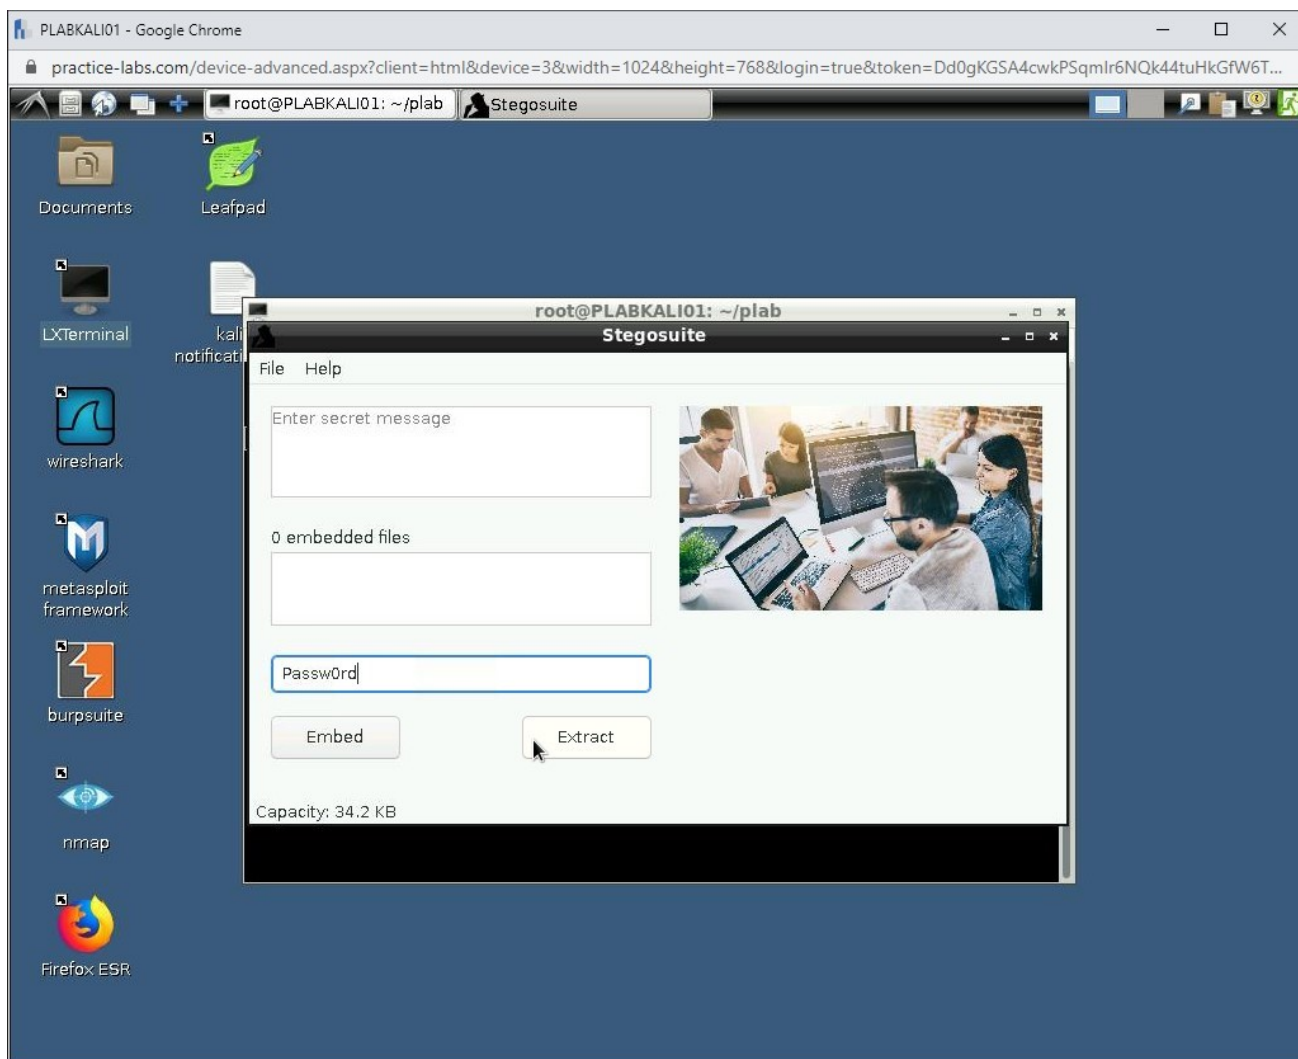 PLABKALI01 - Google Chrome
practice-labs.com/device-advanced.aspx?client=html&device=3&width=1024&height=768&login=true&token=Dd0gKGSA4cwkPSqmIr6NQk44tuHkGfW6T...
root@PLABKALI01: ~/plab
Stegosuite
Documents
Leafpad
LXTerminal
kali
notificati
wireshark
metasploit
framework
burpsuite
nmap
Firefox ESR
root@PLABKALI01: ~/plab
Stegosuite
File Help
Enter secret message
0 embedded files
Passw0rd
Embed Extract
Capacity: 34.2 KB